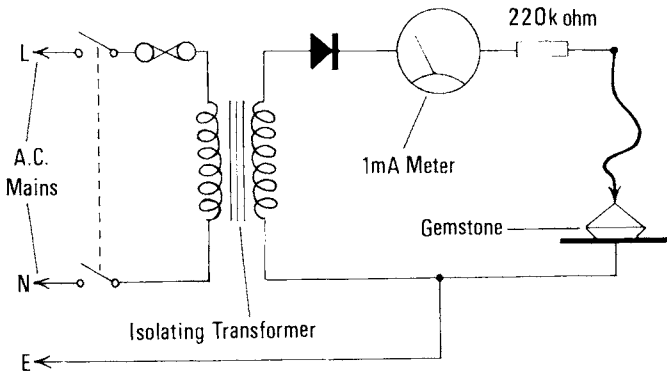 220k ohm
L
A.C.
Mains
1mA Meter
Gemstone
N
Isolating Transformer
E